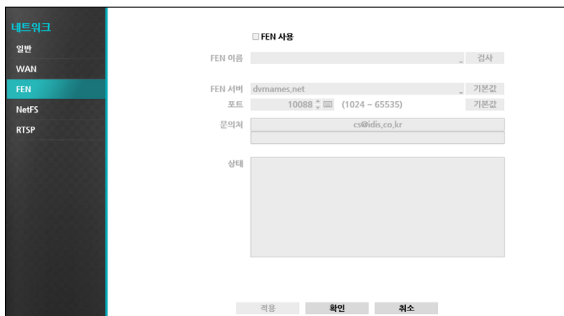 네트워크
일반
WAN
FEN
NetFS
RTSP
FEN 사용
FEN 이름
검사
FEN 서버 dvrnames.net 기본값
포트 10088 (1024 ~ 65535) 기본값
문의처 cs@idis.co.kr
상태
적용 확인 취소